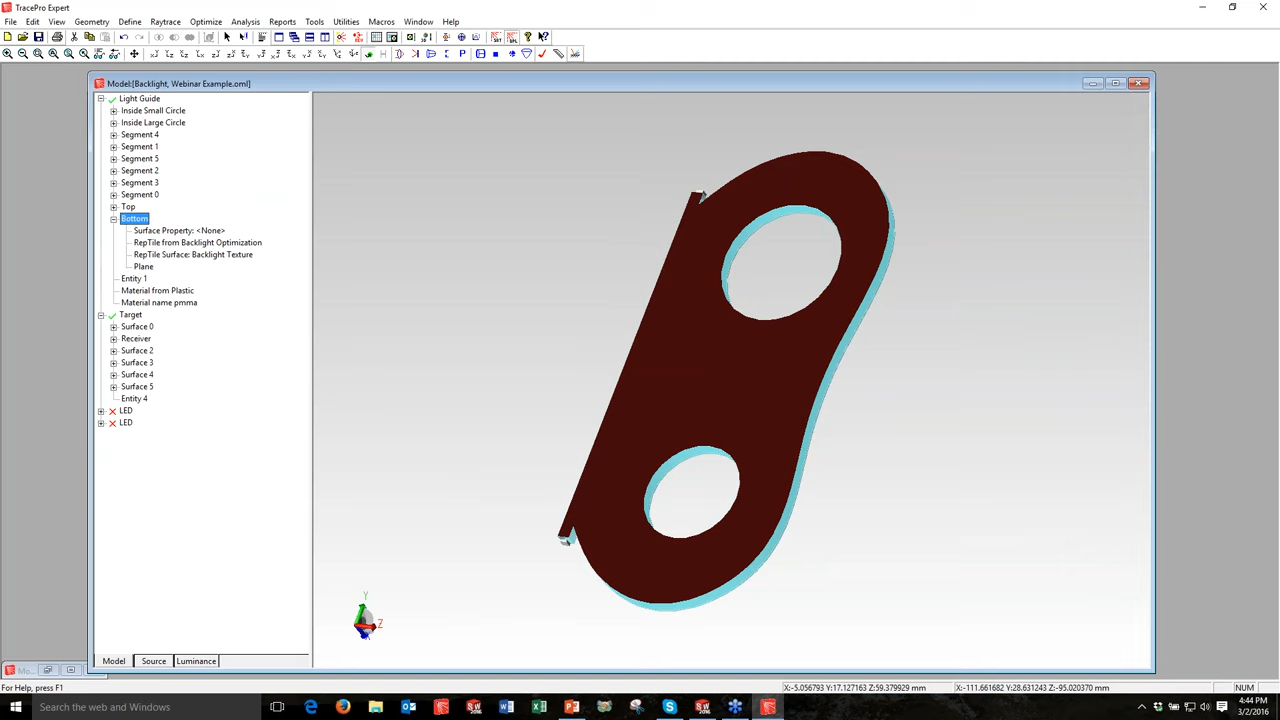 TracePro Expert
File Edit View Geometry Define Raytrace Optimize Analysis Reports Tools Utilities Macros Window Help
Model:[Backlight, Webinar Example.oml]
Light Guide
Inside Small Circle
Inside Large Circle
Segment 4
Segment 1
Segment 5
Segment 2
Segment 3
Segment 0
Top
Bottom
Surface Property: <None>
RepTile from Backlight Optimization
RepTile Surface: Backlight Texture
Plane
Entity 1
Material from Plastic
Material name pmma
Target
Surface 0
Receiver
Surface 2
Surface 3
Surface 4
Surface 5
Entity 4
LED
LED
Y
Z
Model Source Luminance
For Help, press F1
X:-5.056793 Y:17.127163 Z:59.379929 mm
X:-111.661682 Y:28.631243 Z:-95.020370 mm
NUM
Search the web and Windows
4:44 PM
3/2/2016